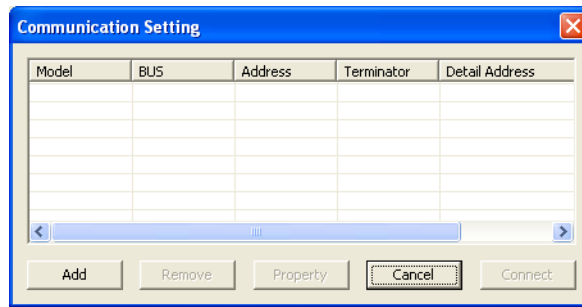 Communication Setting
Model BUS Address Terminator Detail Address
Add Remove Property Cancel Connect